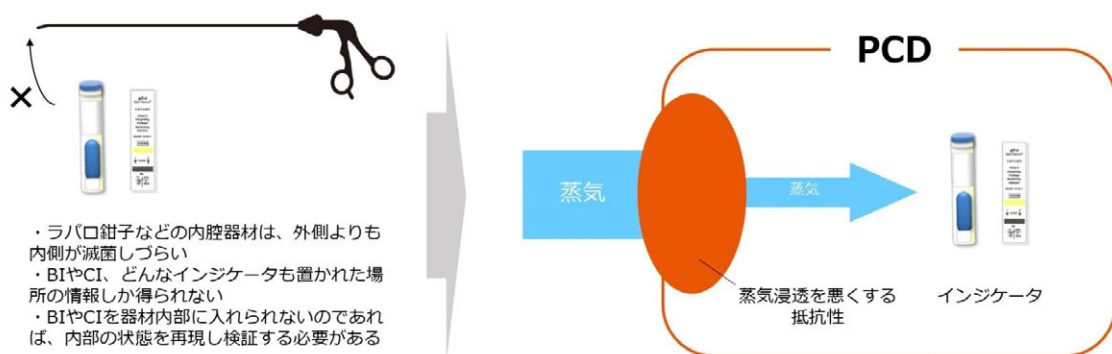 ×
・ラパロ鉗子などの内腔器材は、外側よりも
内側が滅菌しづらい
・BIやCI、どんなインジケータも置かれた場
所の情報しか得られない
・BIやCIを器材内部に入れられないのであれ
ば、内部の状態を再現し検証する必要がある
PCD
蒸気
蒸気
蒸気浸透を悪くする
抵抗性
インジケータ